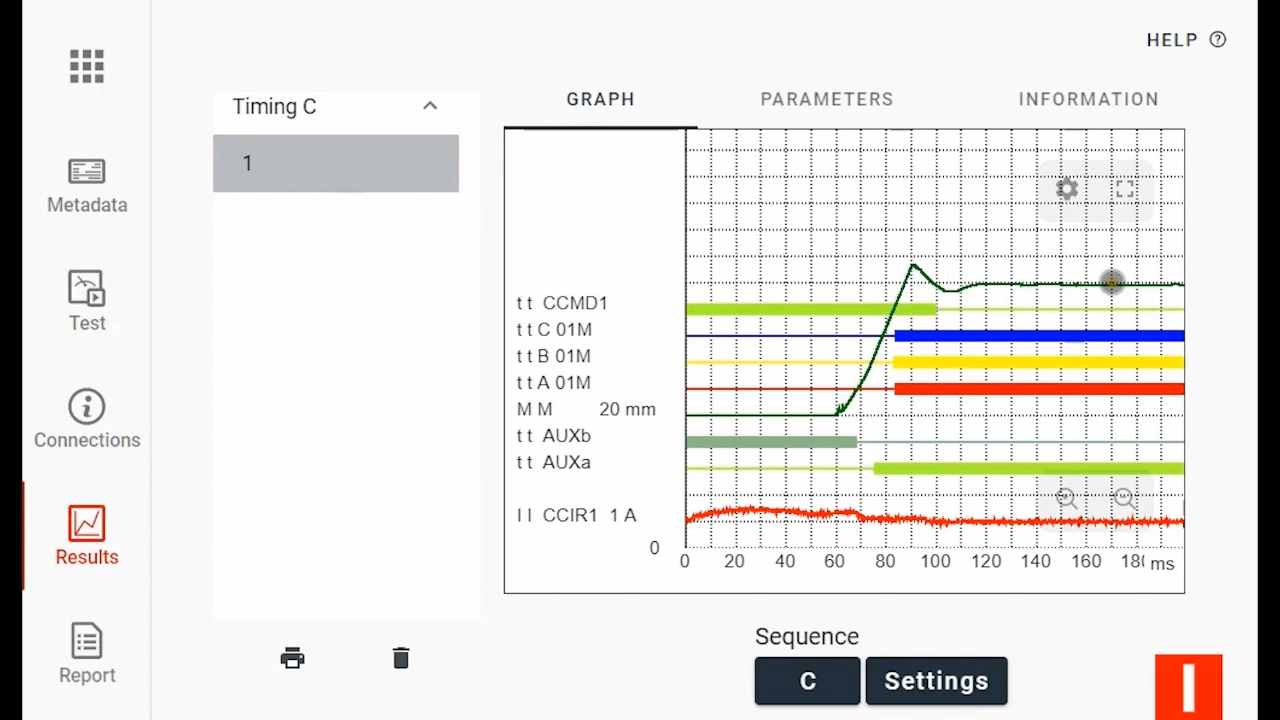 HELP
Timing C
GRAPH
PARAMETERS
INFORMATION
1
Metadata
Test
Connections
Results
Report
t t CCMD1
t t C 01M
t t B 01M
t t A 01M
M M 20 mm
t t AUXb
t t AUXa
I I CCIR1 1 A
0
0 20 40 60 80 100 120 140 160 180 ms
Sequence
C
Settings